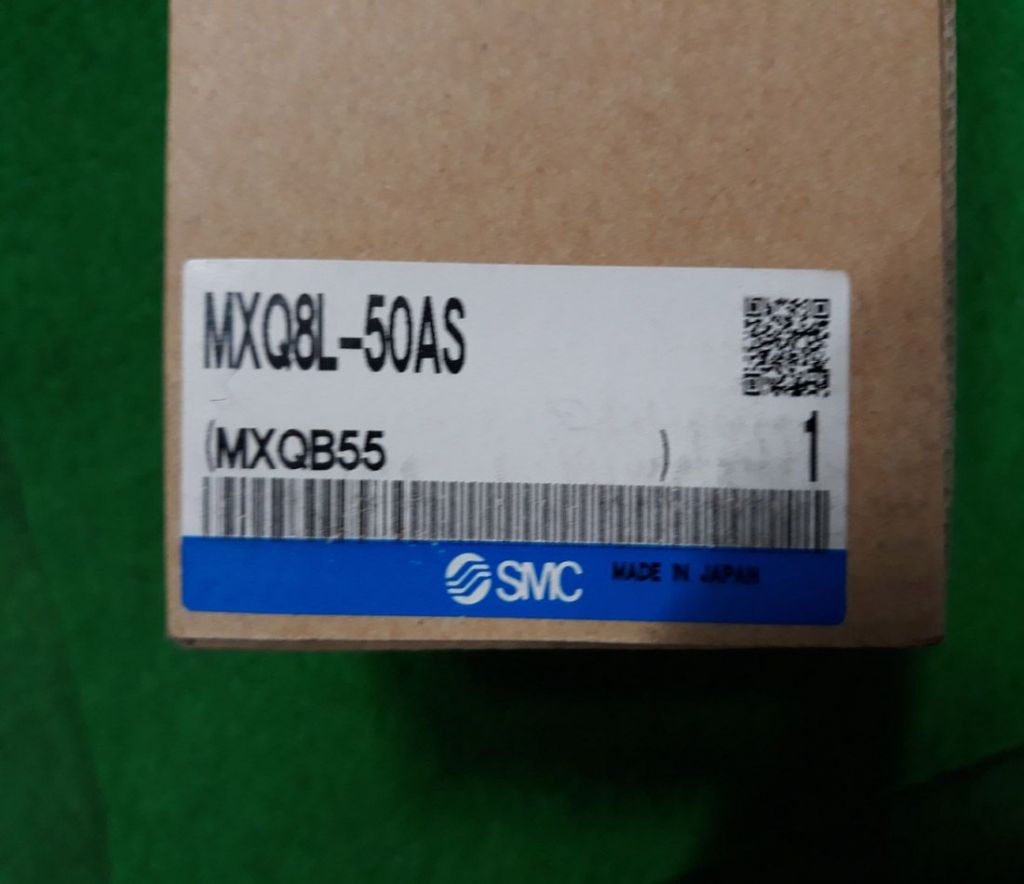 MXQ8L-50AS
(MXQB55 )
1
SMC MADE IN JAPAN